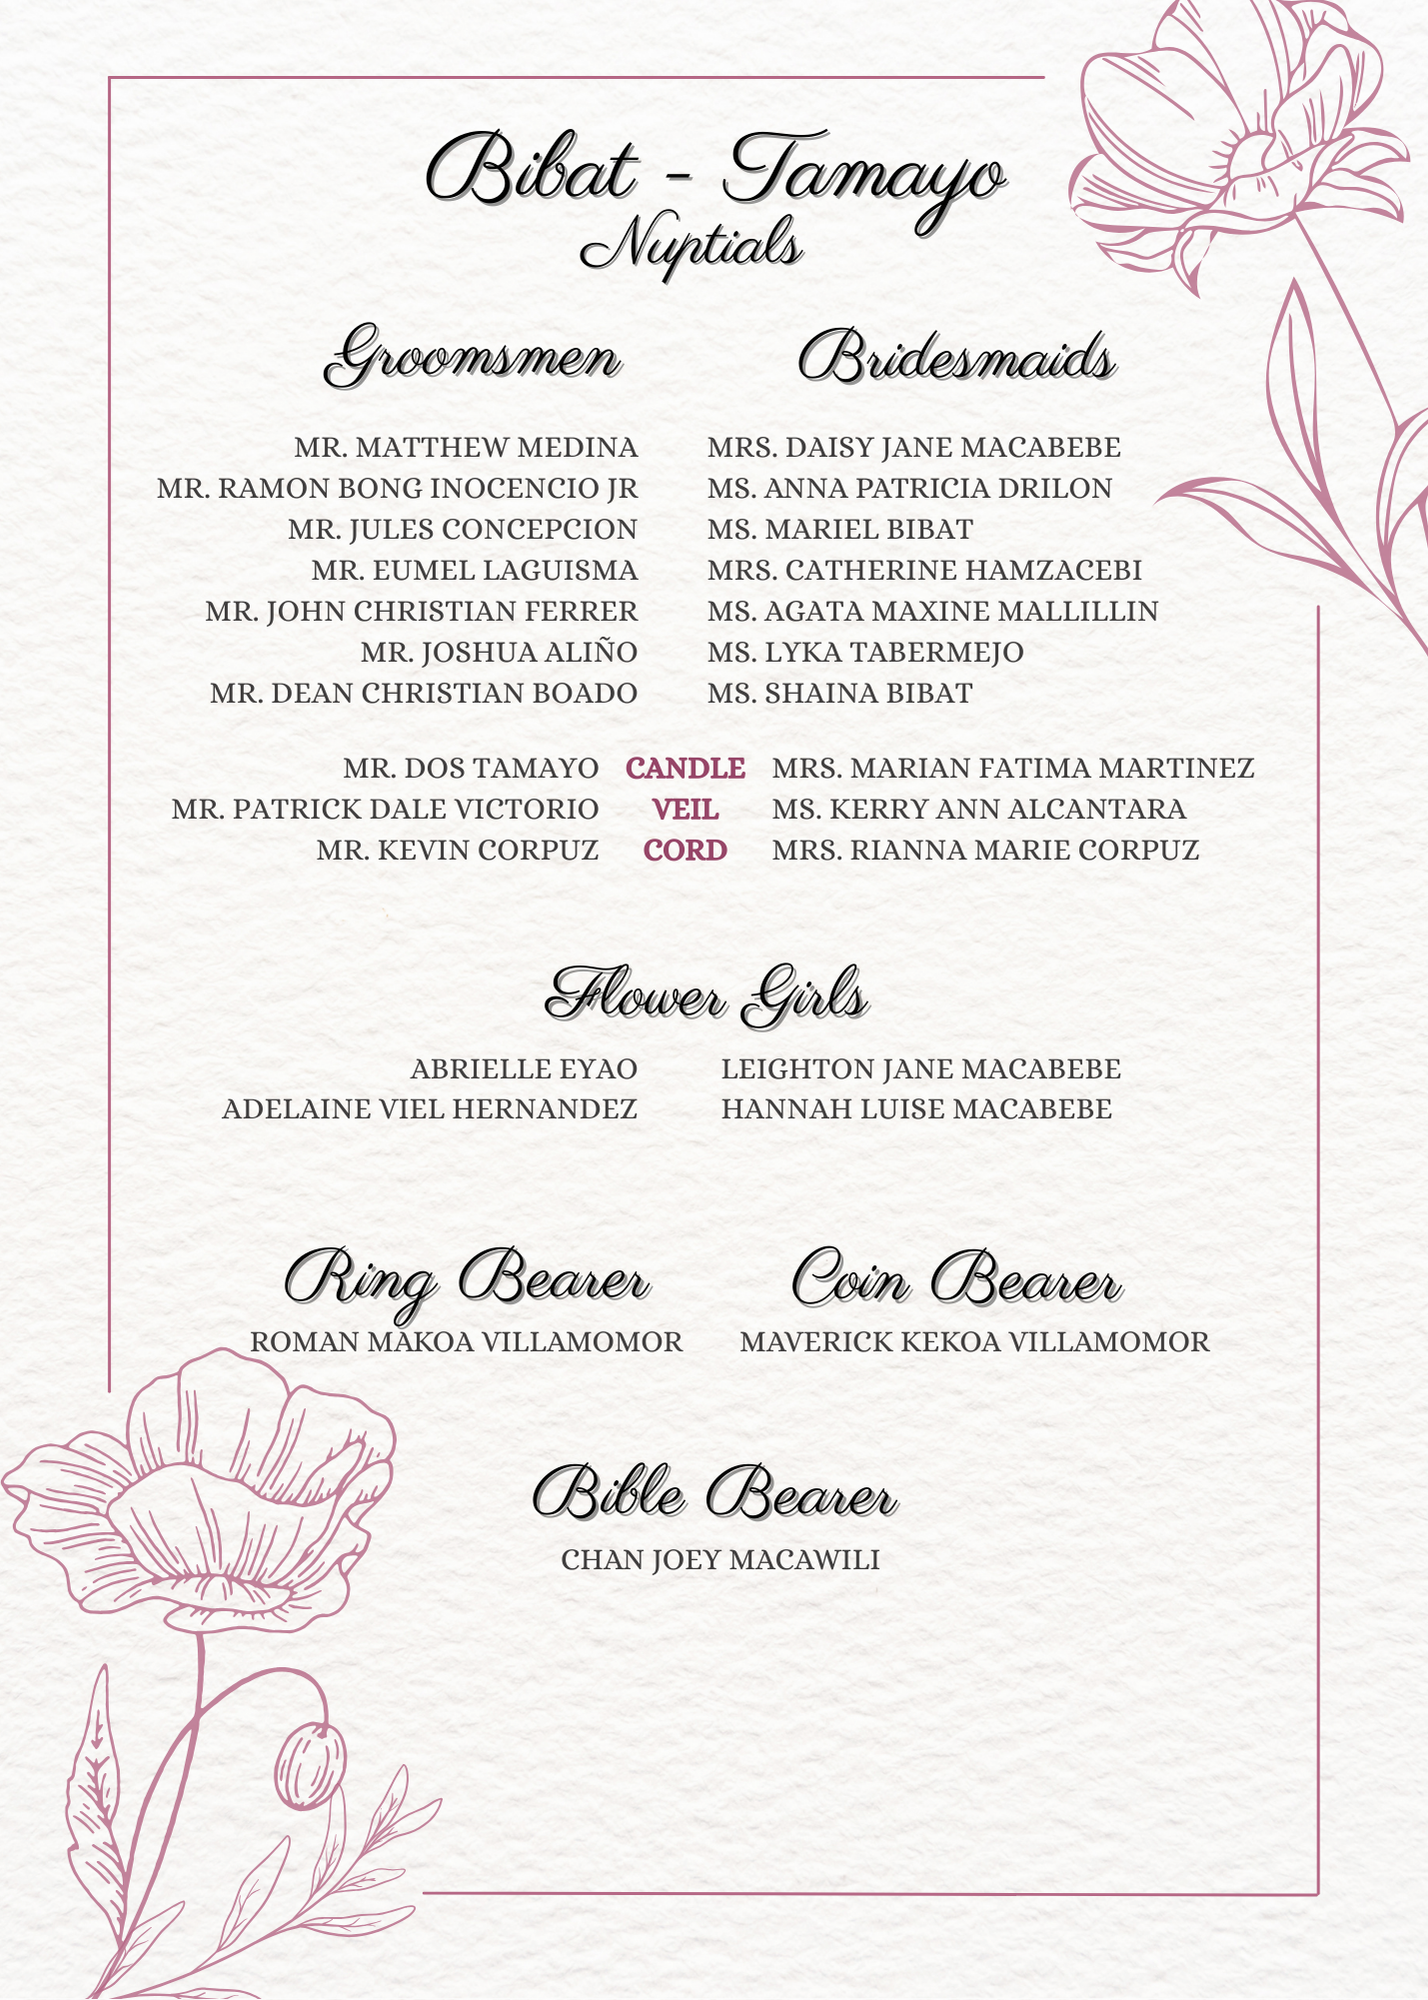 Bibat - Tamayo
Nuptials
Groomsmen Bridesmaids
MR. MATTHEW MEDINA MRS. DAISY JANE MACABEBE
MR. RAMON BONG INOCENCIO JR MS. ANNA PATRICIA DRILON
MR. JULES CONCEPCION MS. MARIEL BIBAT
MR. EUMEL LAGUISMA MRS. CATHERINE HAMZACEBI
MR. JOHN CHRISTIAN FERRER MS. AGATA MAXINE MALLILLIN
MR. JOSHUA ALIÑO MS. LYKA TABERMEJO
MR. DEAN CHRISTIAN BOADO MS. SHAINA BIBAT
MR. DOS TAMAYO CANDLE MRS. MARIAN FATIMA MARTINEZ
MR. PATRICK DALE VICTORIO VEIL MS. KERRY ANN ALCANTARA
MR. KEVIN CORPUZ CORD MRS. RIANNA MARIE CORPUZ
Flower Girls
ABRIELLE EYAO LEIGHTON JANE MACABEBE
ADELAINE VIEL HERNANDEZ HANNAH LUISE MACABEBE
Ring Bearer Coin Bearer
ROMAN MAKOA VILLAMOMOR MAVERICK KEKOA VILLAMOMOR
Bible Bearer
CHAN JOEY MACAWILI